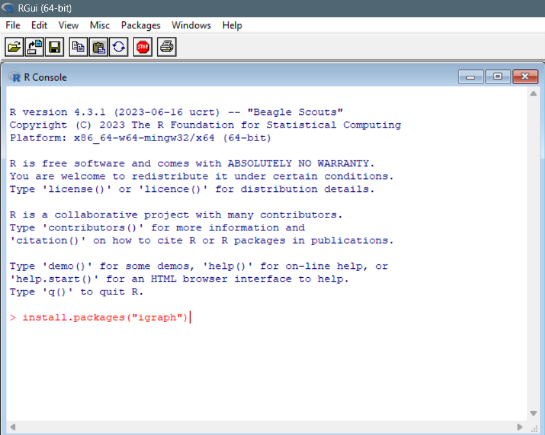 RGui (64-bit)
File Edit View Misc Packages Windows Help
STOP
R Console
R version 4.3.1 (2023-06-16 ucrt) -- "Beagle Scouts"
Copyright (C) 2023 The R Foundation for Statistical Computing
Platform: x86_64-w64-mingw32/x64 (64-bit)
R is free software and comes with ABSOLUTELY NO WARRANTY.
You are welcome to redistribute it under certain conditions.
Type 'license()' or 'licence()' for distribution details.
R is a collaborative project with many contributors.
Type 'contributors()' for more information and
'citation()' on how to cite R or R packages in publications.
Type 'demo()' for some demos, 'help()' for on-line help, or
'help.start()' for an HTML browser interface to help.
Type 'q()' to quit R.
> install.packages("igraph")